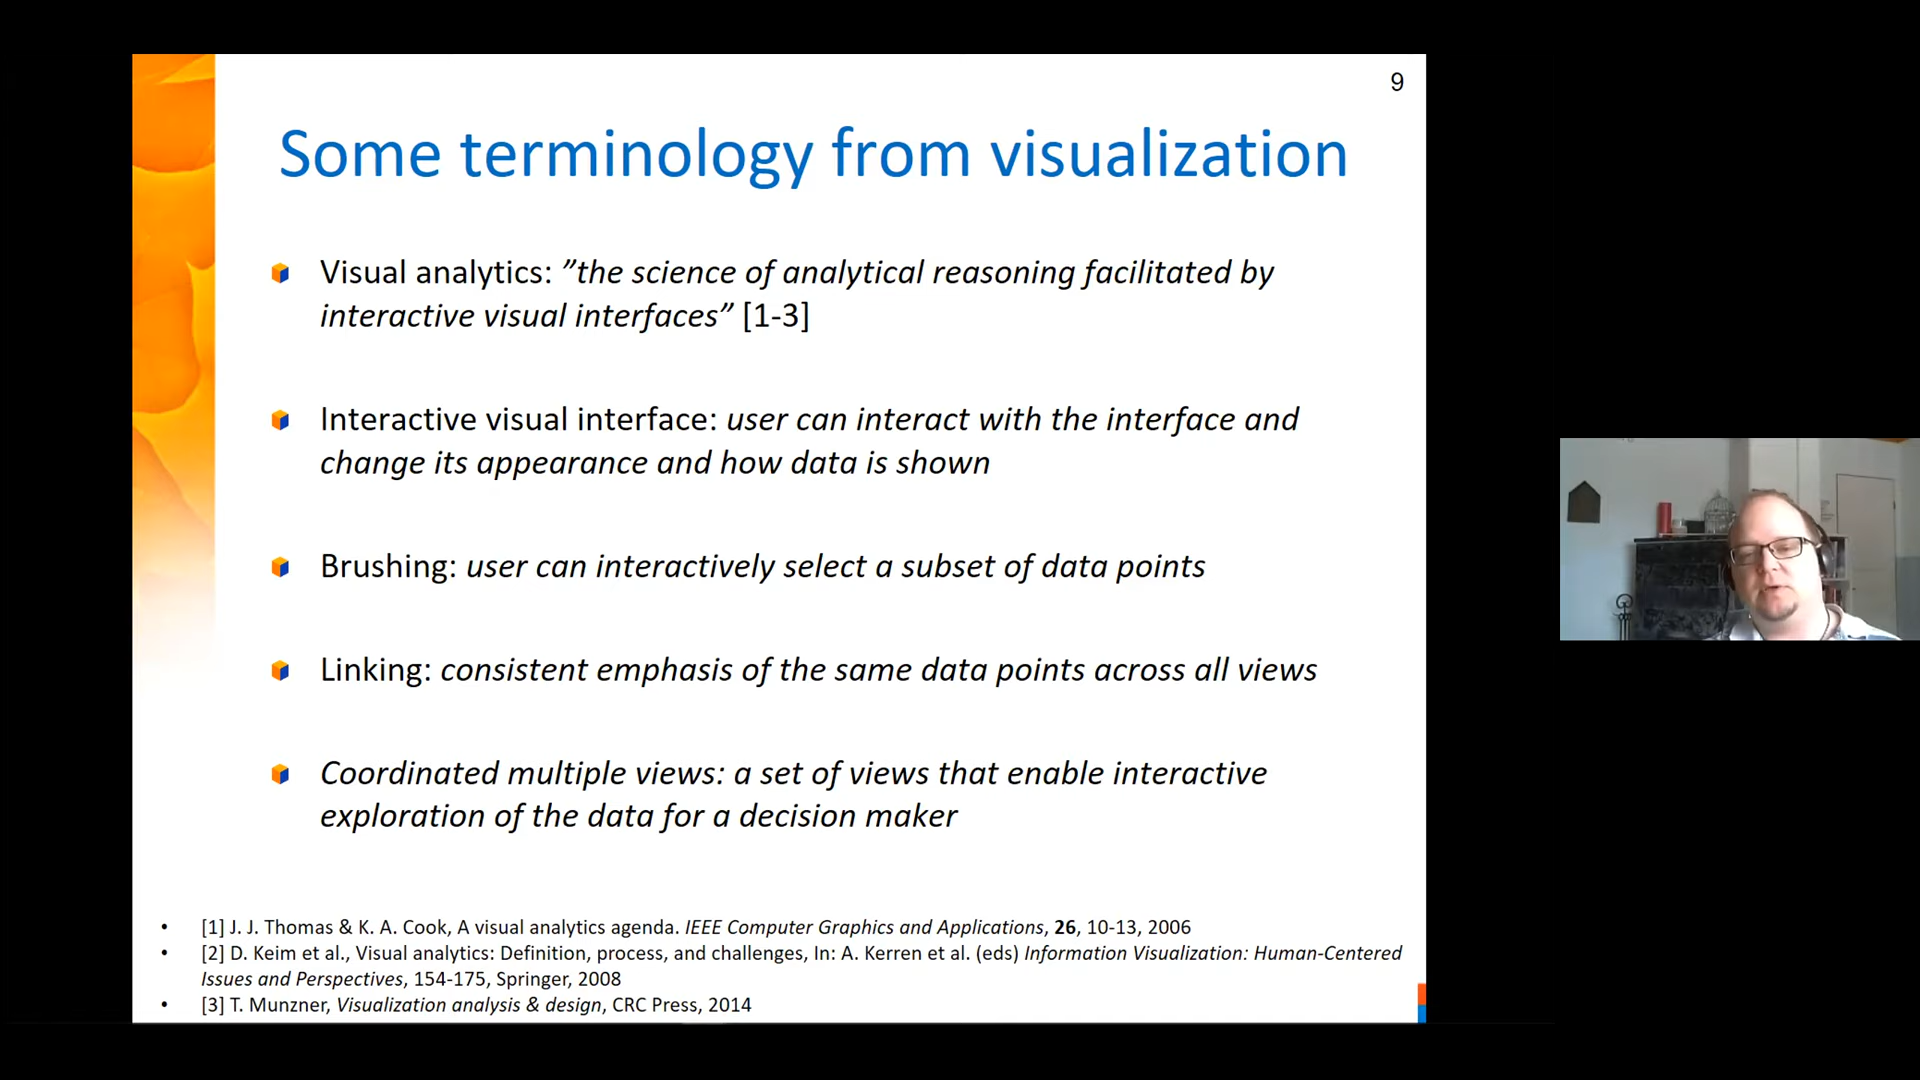 9
Some terminology from visualization
Visual analytics: ”the science of analytical reasoning facilitated by
interactive visual interfaces” [1-3]
Interactive visual interface: user can interact with the interface and
change its appearance and how data is shown
Brushing: user can interactively select a subset of data points
Linking: consistent emphasis of the same data points across all views
Coordinated multiple views: a set of views that enable interactive
exploration of the data for a decision maker
• [1] J. J. Thomas & K. A. Cook, A visual analytics agenda. IEEE Computer Graphics and Applications, 26, 10-13, 2006
• [2] D. Keim et al., Visual analytics: Definition, process, and challenges, In: A. Kerren et al. (eds) Information Visualization: Human-Centered
Issues and Perspectives, 154-175, Springer, 2008
• [3] T. Munzner, Visualization analysis & design, CRC Press, 2014